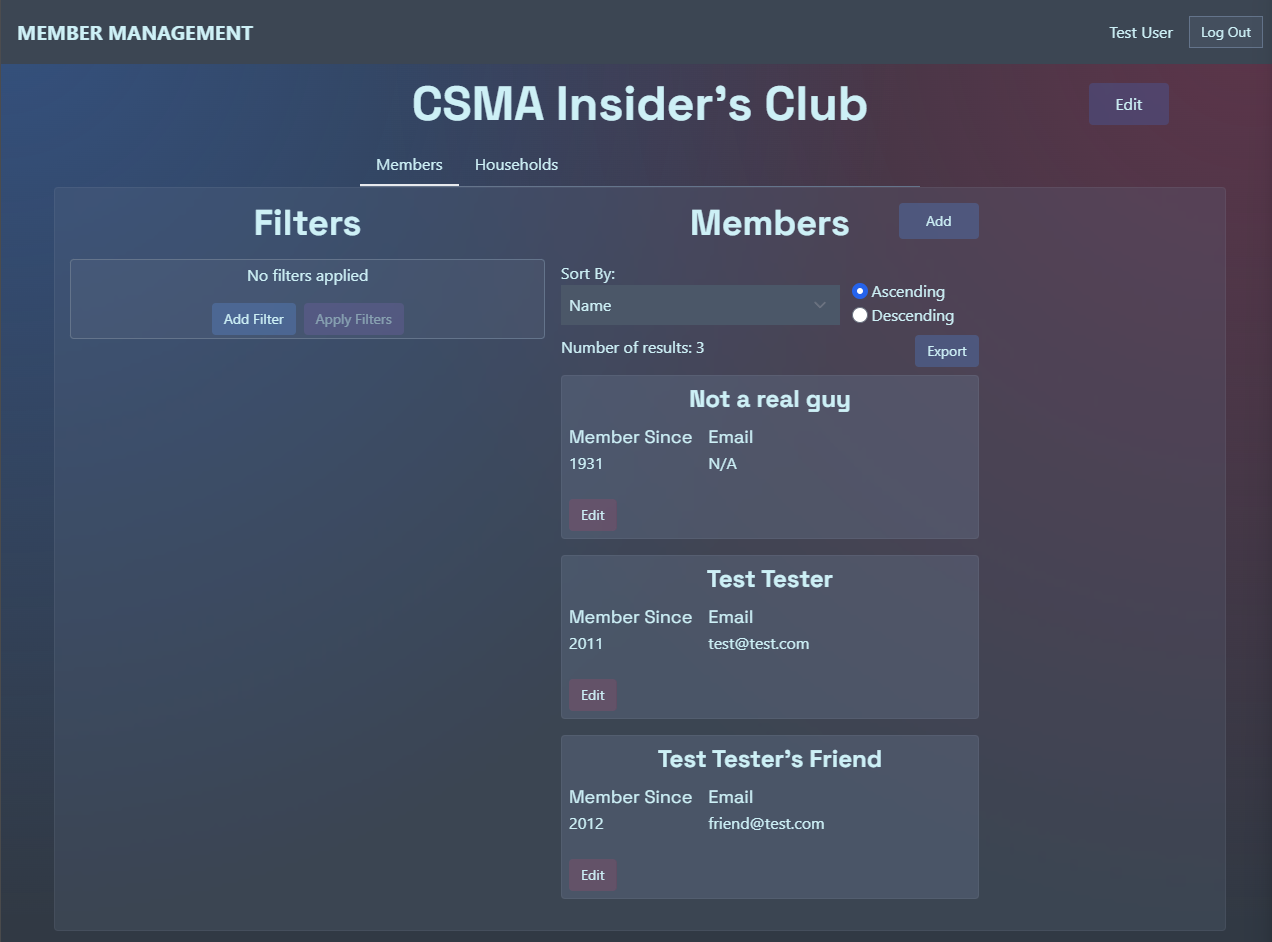 MEMBER MANAGEMENT
Test User
Log Out
CSMA Insider's Club
Edit
Members
Households
Filters
No filters applied
Add Filter
Apply Filters
Members
Add
Sort By:
Name
Ascending
Descending
Number of results: 3
Export
Not a real guy
Member Since
Email
1931
N/A
Edit
Test Tester
Member Since
Email
2011
test@test.com
Edit
Test Tester's Friend
Member Since
Email
2012
friend@test.com
Edit